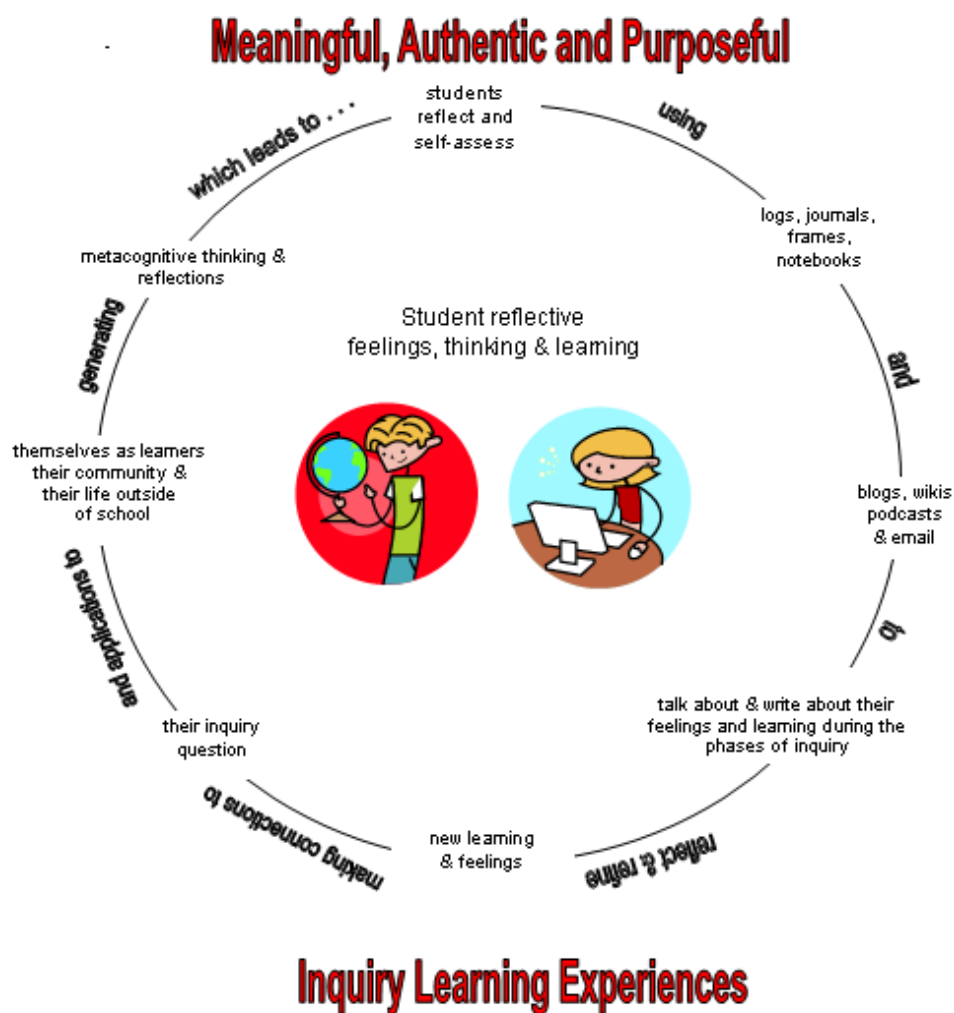 Meaningful, Authentic and Purposeful
students
reflect and
self-assess
using
logs, journals,
frames,
notebooks
and
blogs, wikis
podcasts
& email
to
talk about & write about their
feelings and learning during the
phases of inquiry
reflect & refine
new learning
& feelings
making connections to
their inquiry
question
and applications to
themselves as learners
their community &
their life outside
of school
generating
metacognitive thinking &
reflections
which leads to . . .
Student reflective
feelings, thinking & learning
Inquiry Learning Experiences